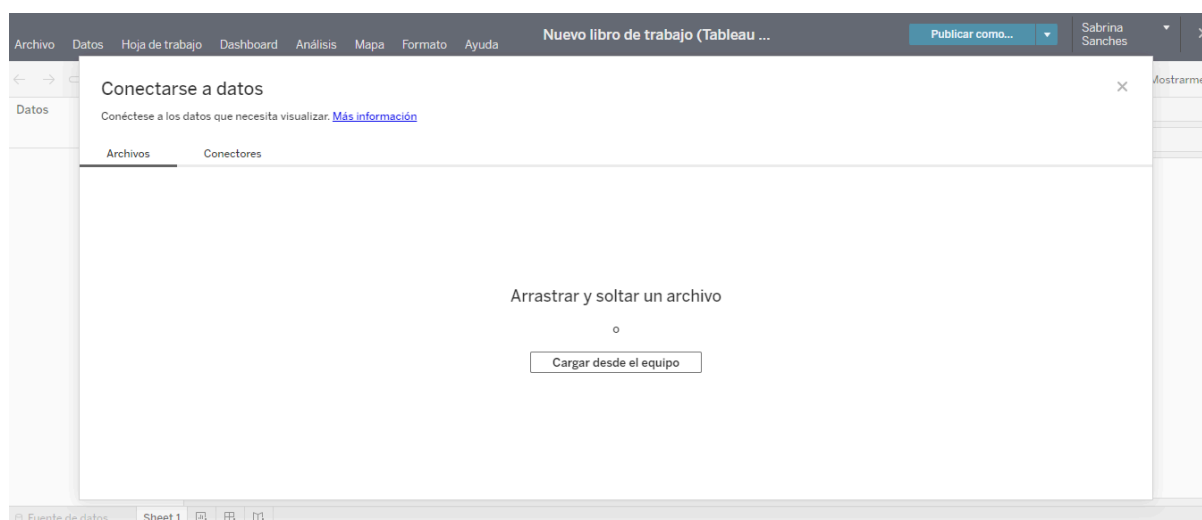 Archivo Datos Hoja de trabajo Dashboard Análisis Mapa Formato Ayuda Nuevo libro de trabajo (Tableau ... Publicar como... Sabrina Sanches
Mostrarme
Datos
Conectarse a datos
Conéctese a los datos que necesita visualizar. Más información
Archivos Conectores
Arrastrar y soltar un archivo
o
Cargar desde el equipo
Fuente de datos Sheet 1